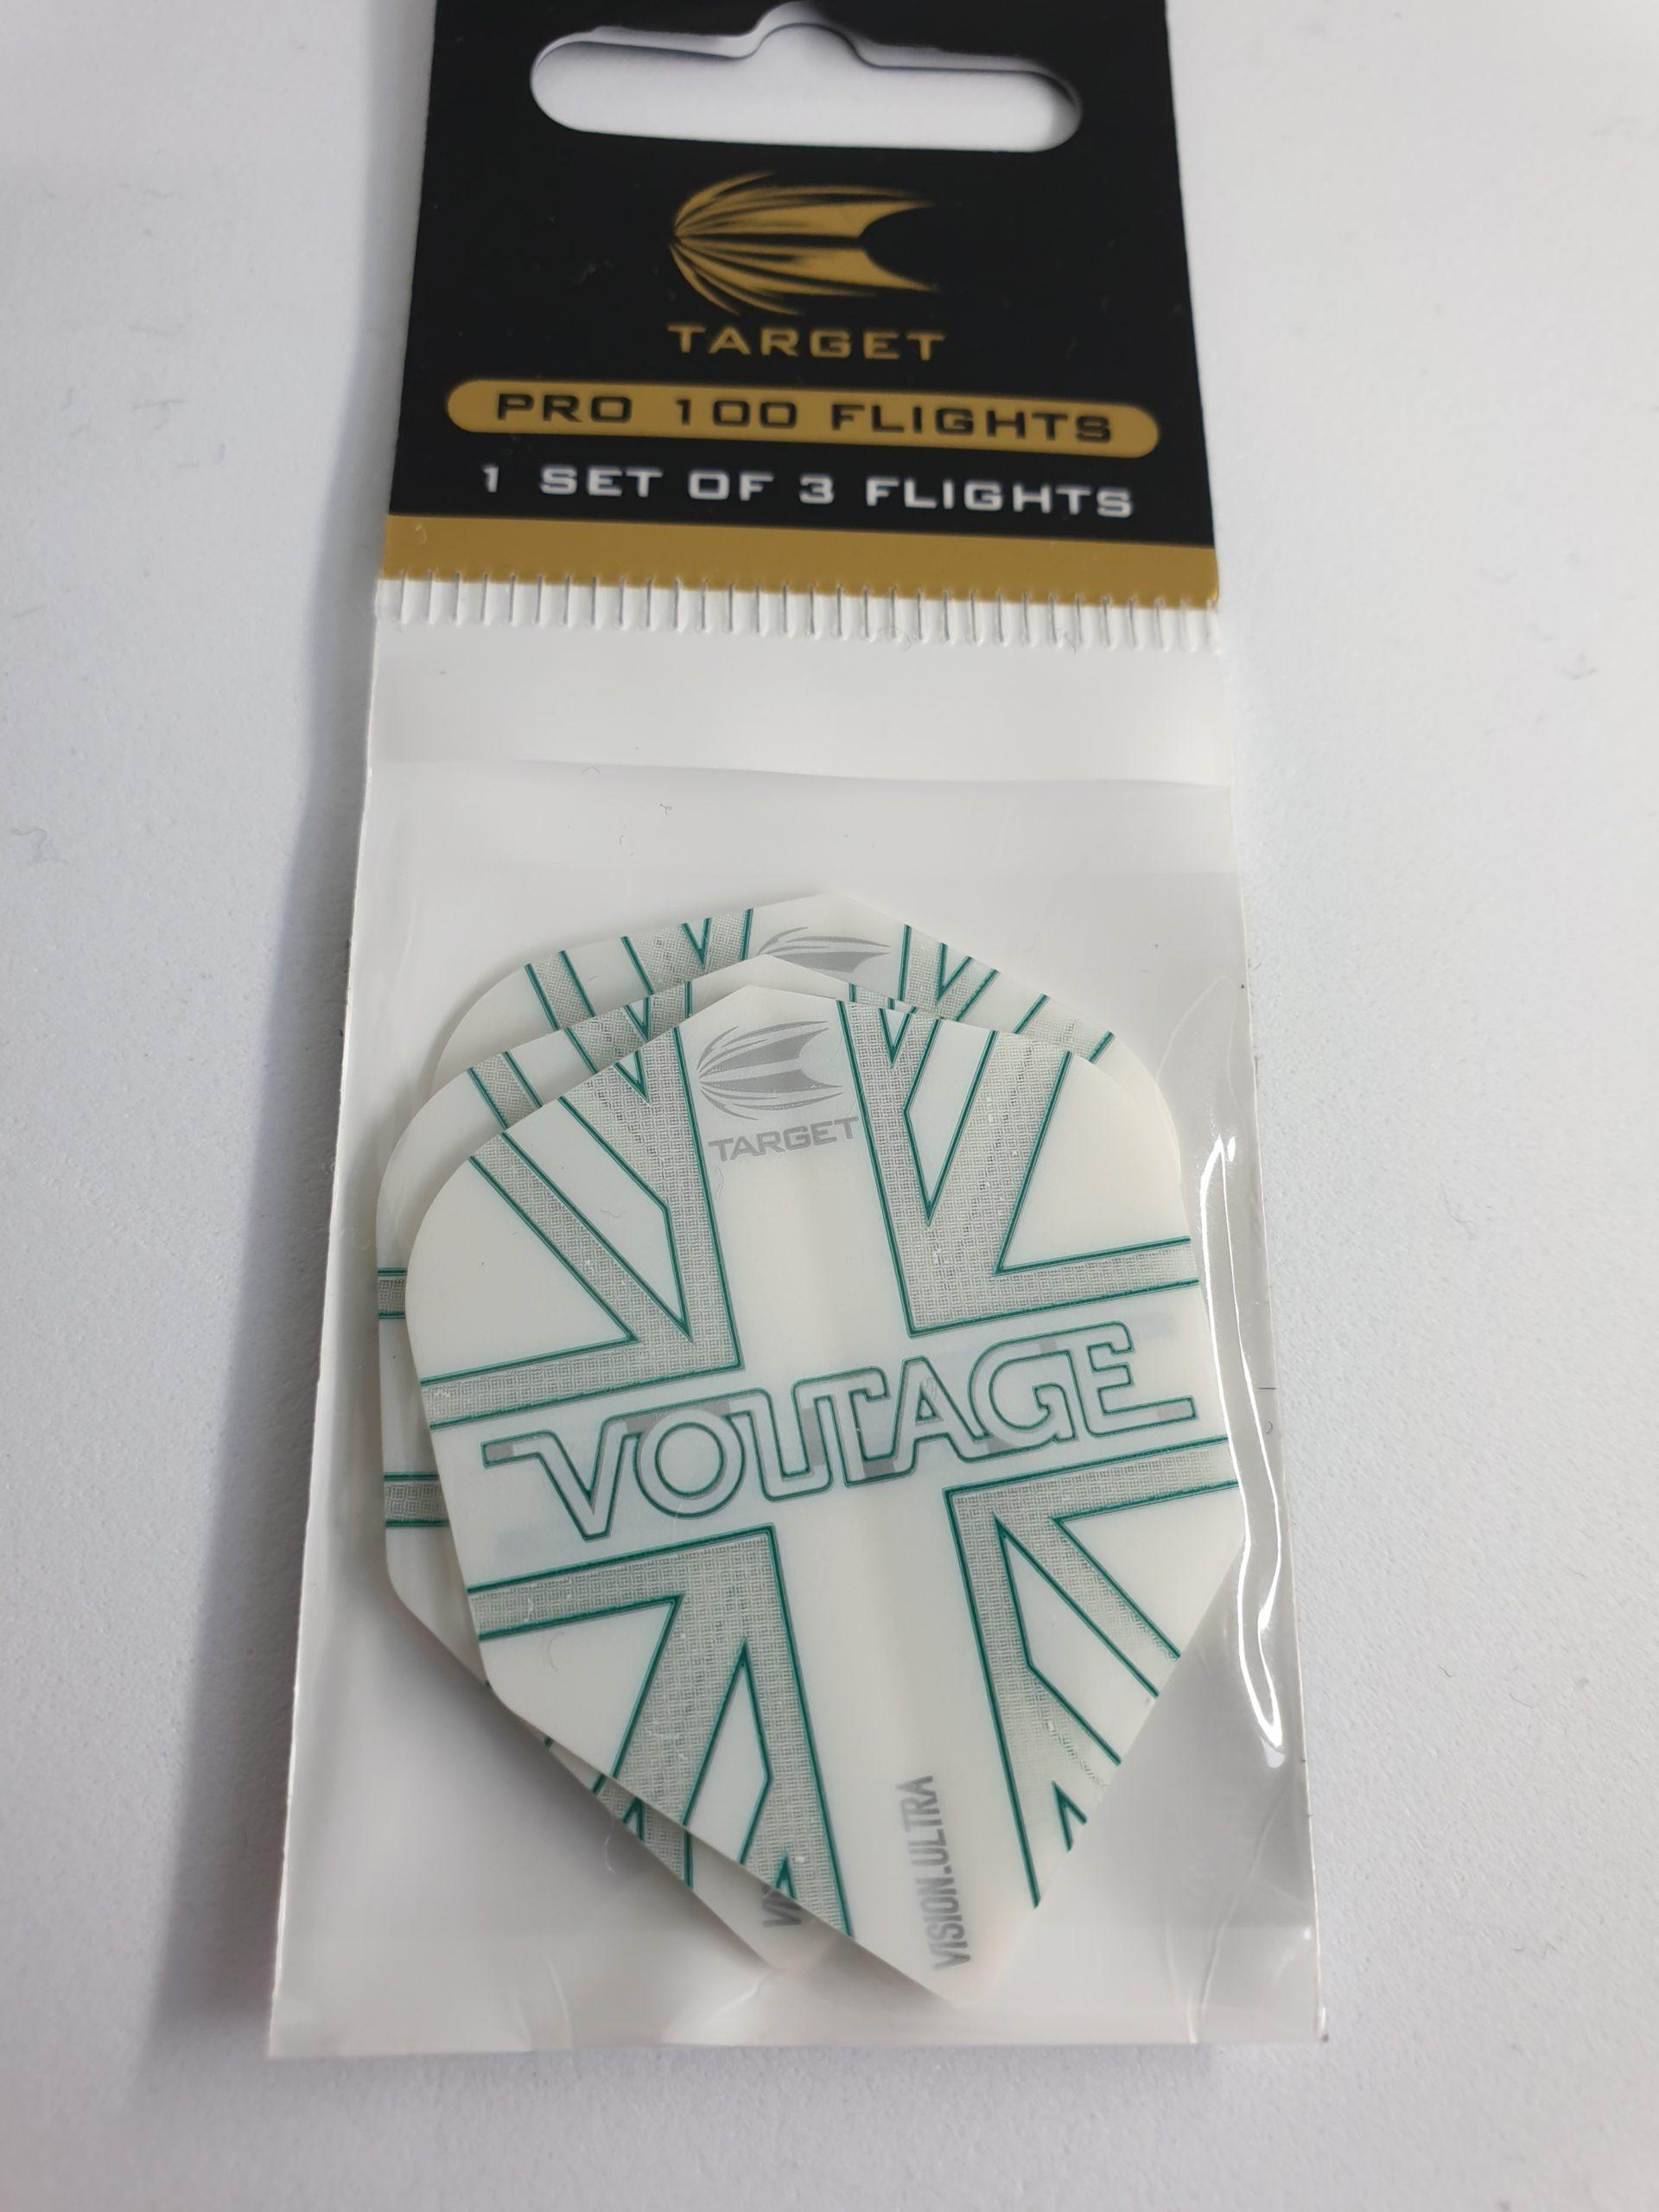 TARGET
PRO 100 FLIGHTS
1 SET OF 3 FLIGHTS
TARGET
VOLTAGE
VISION.ULTRA